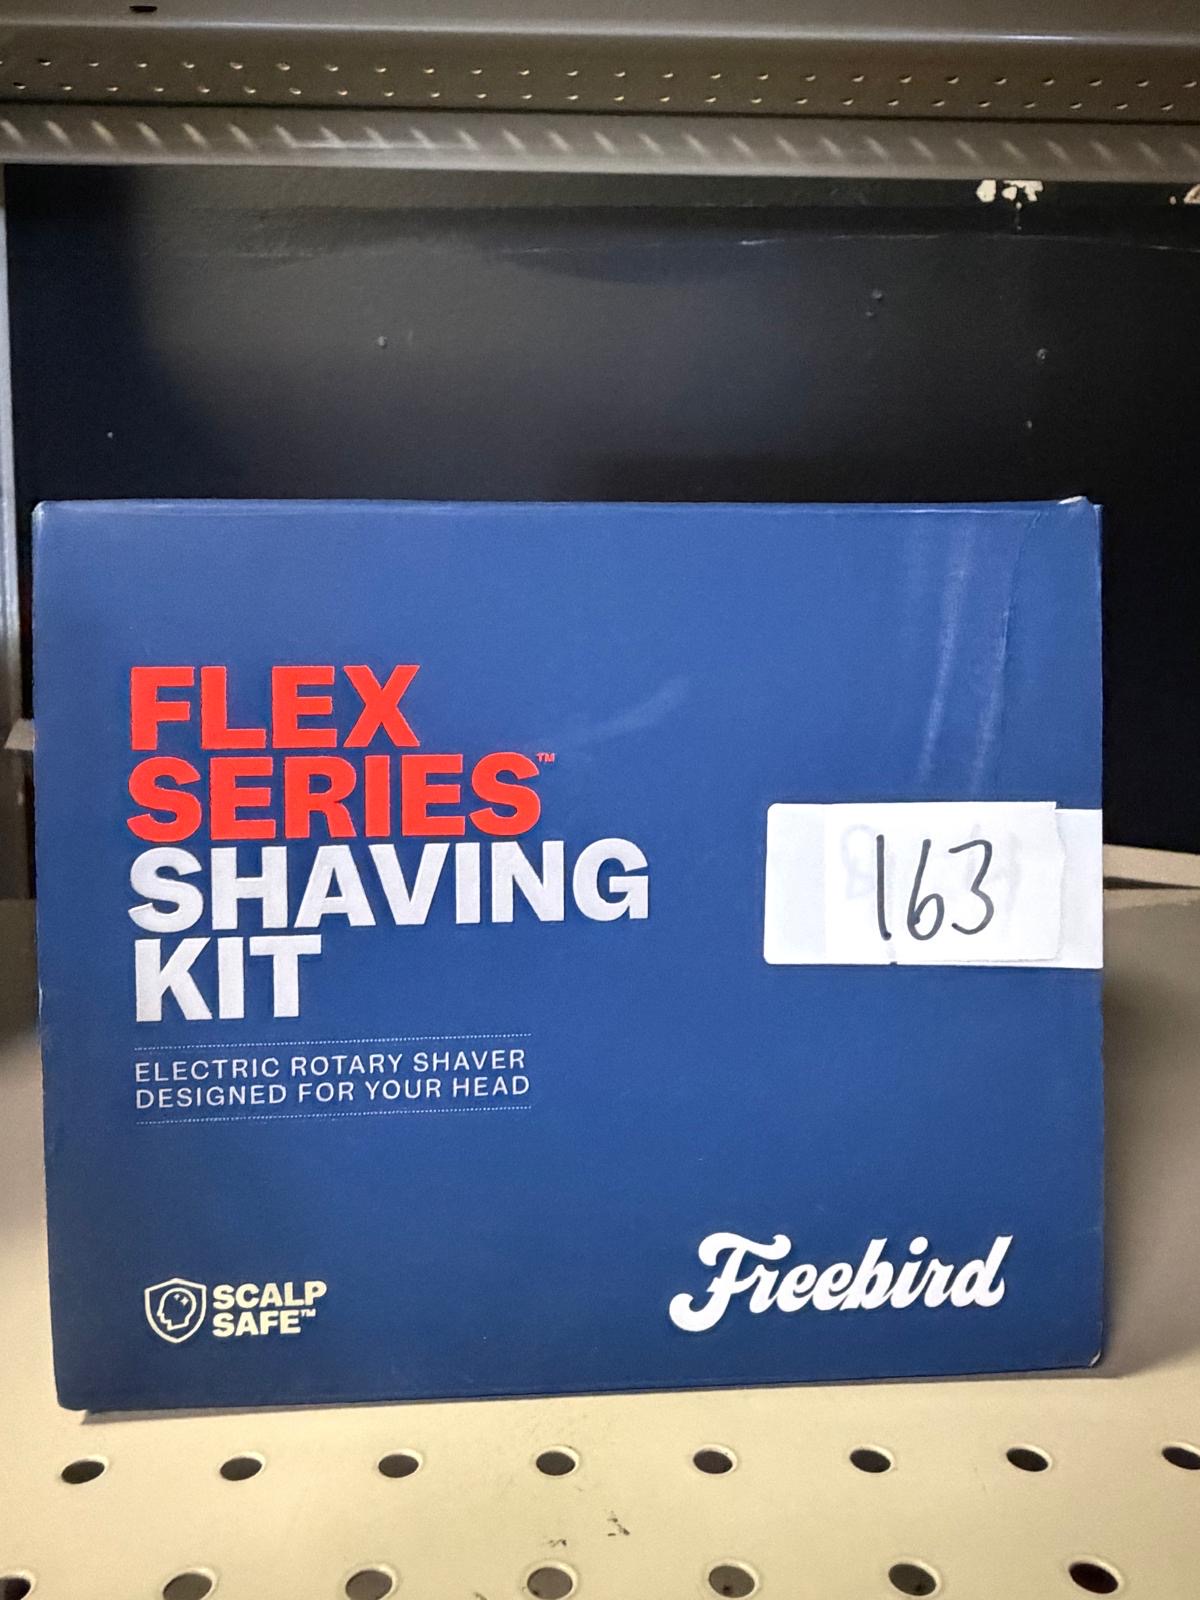 FLEX
SERIES™
SHAVING
KIT
ELECTRIC ROTARY SHAVER
DESIGNED FOR YOUR HEAD
163
SCALP
SAFE™
Freebird